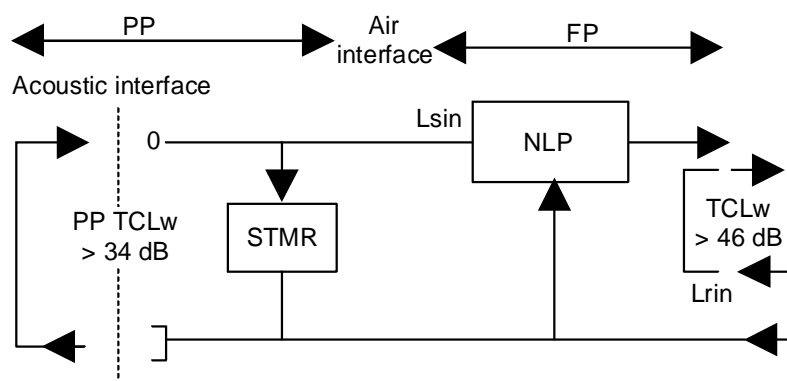 PP
Air
interface
FP
Acoustic interface
Lsin
0
NLP
PP TCLw
> 34 dB
STMR
TCLw
> 46 dB
Lrin